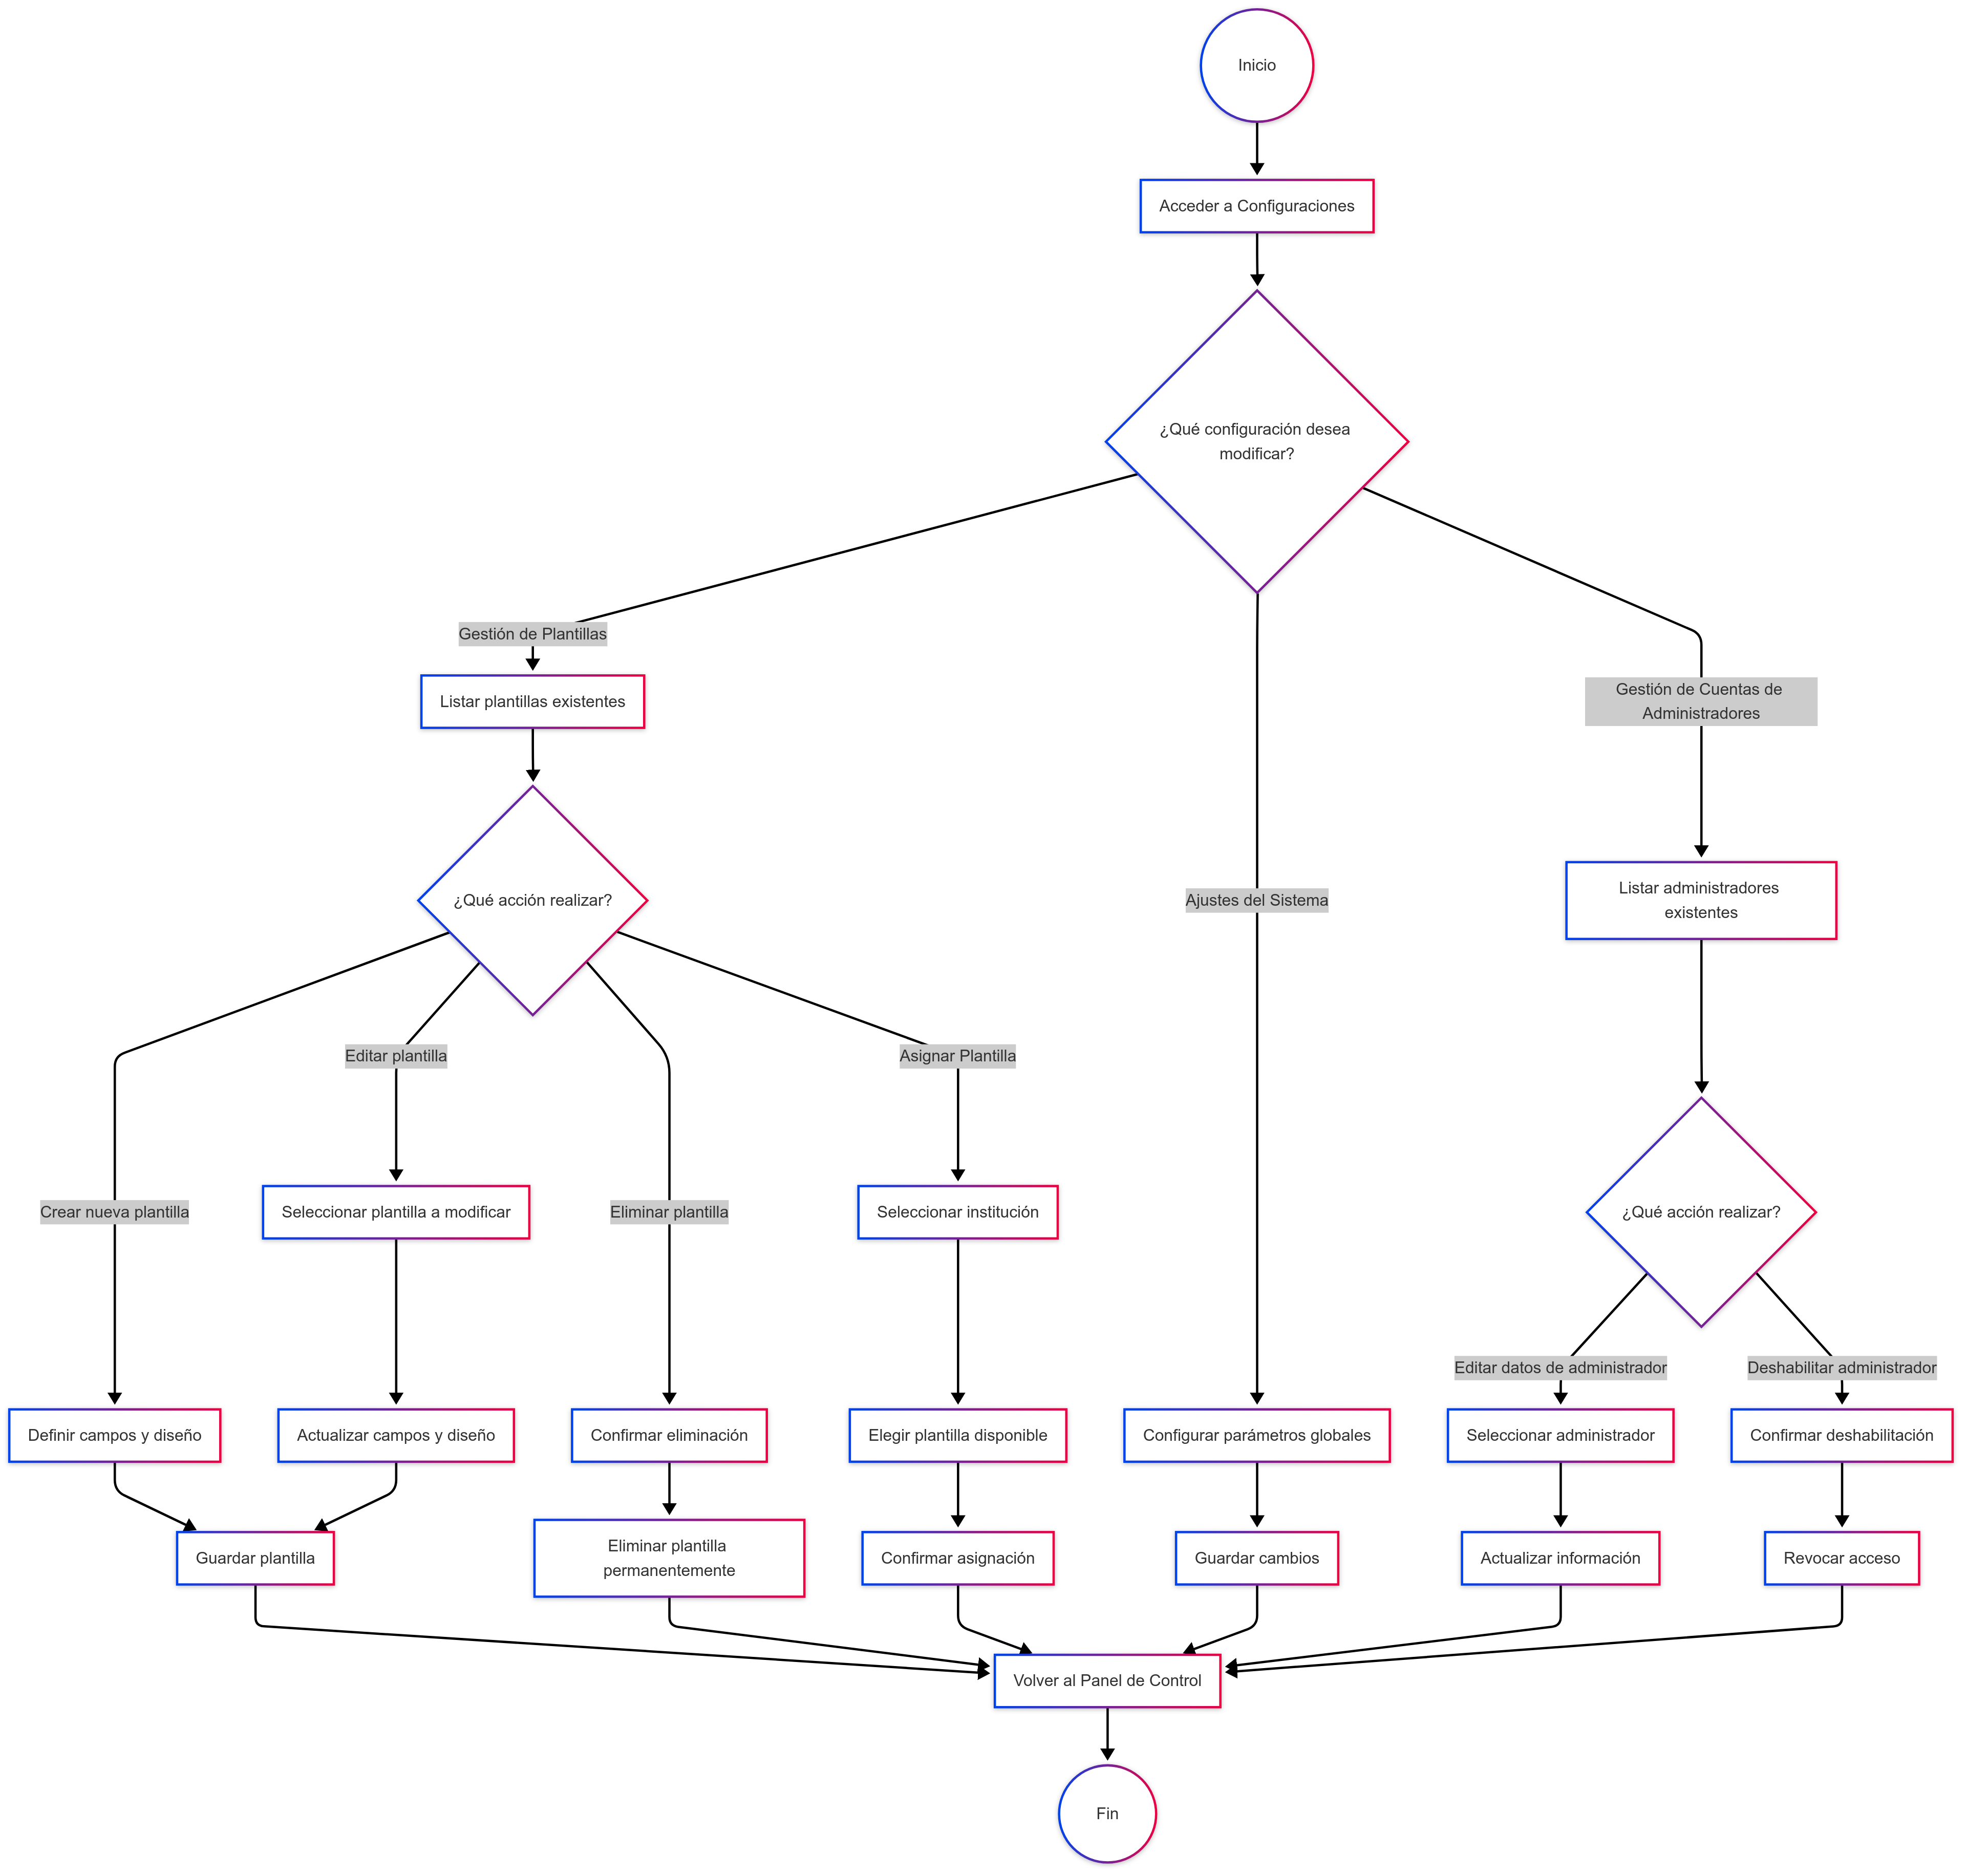 Inicio
Acceder a Configuraciones
¿Qué configuración desea
modificar?
Gestión de Plantillas
Gestión de Cuentas de
Administradores
Listar plantillas existentes
¿Qué acción realizar?
Ajustes del Sistema
Listar administradores
existentes
Editar plantilla
Asignar Plantilla
Crear nueva plantilla
Seleccionar plantilla a modificar
Eliminar plantilla
Seleccionar institución
¿Qué acción realizar?
Editar datos de administrador
Deshabilitar administrador
Definir campos y diseño
Actualizar campos y diseño
Confirmar eliminación
Elegir plantilla disponible
Configurar parámetros globales
Seleccionar administrador
Confirmar deshabilitación
Guardar plantilla
Eliminar plantilla
permanentemente
Confirmar asignación
Guardar cambios
Actualizar información
Revocar acceso
Volver al Panel de Control
Fin